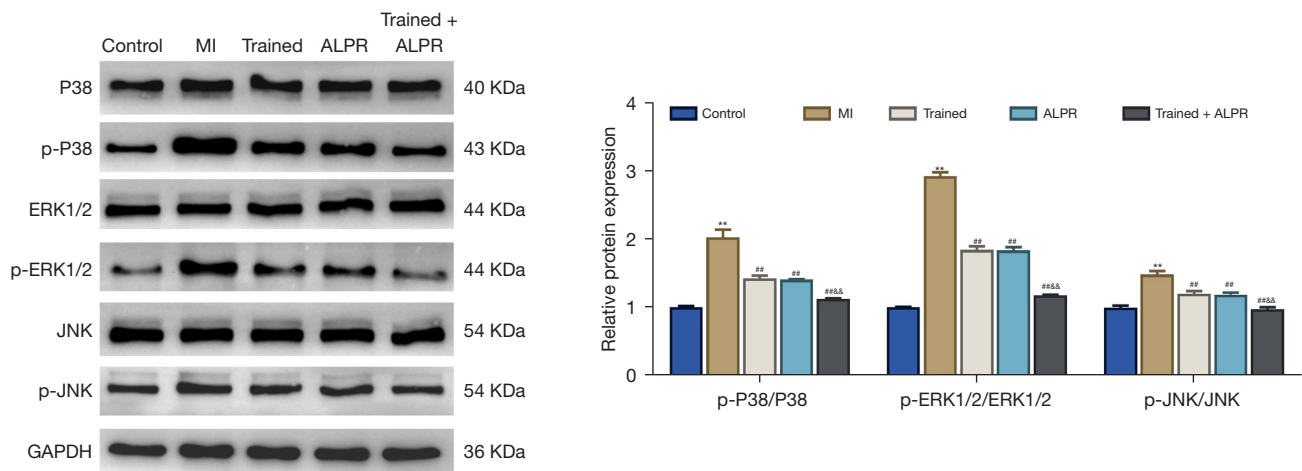 Trained +
Control MI Trained ALPR ALPR
P38 40 KDa
p-P38 43 KDa
ERK1/2 44 KDa
p-ERK1/2 44 KDa
JNK 54 KDa
p-JNK 54 KDa
GAPDH 36 KDa
Relative protein expression
4
3
2
1
0
Control MI Trained ALPR Trained + ALPR
** ## ## ##&&
** ## ## ##&&
** ## ## ##&&
p-P38/P38 p-ERK1/2/ERK1/2 p-JNK/JNK